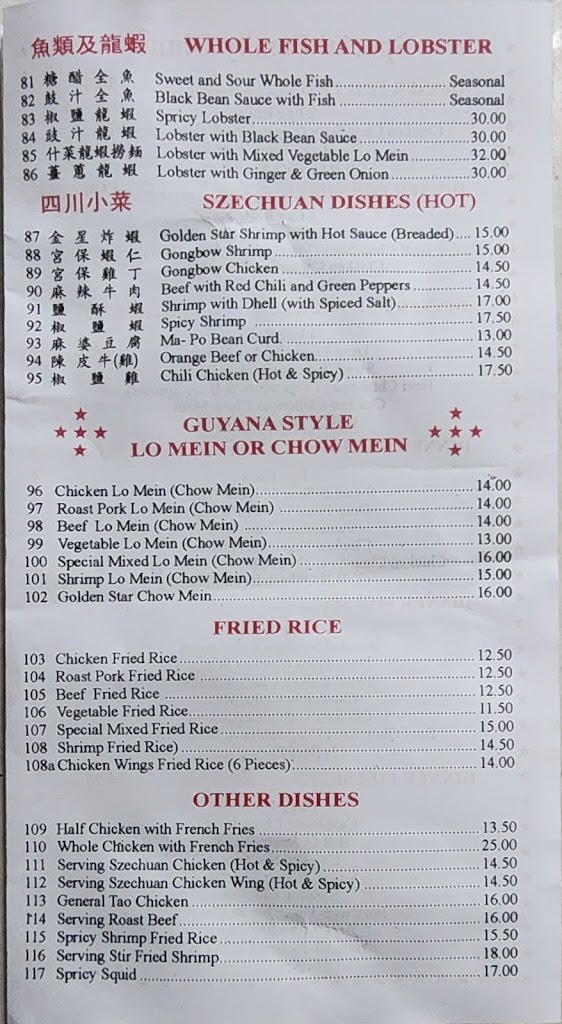 魚類及龍蝦 WHOLE FISH AND LOBSTER
81 糖醋全魚 Sweet and Sour Whole Fish Seasonal
82 豉汁全魚 Black Bean Sauce with Fish Seasonal
83 椒鹽龍蝦 Spricy Lobster 30.00
84 豉汁龍蝦 Lobster with Black Bean Sauce 30.00
85 什菜龍蝦撈麵 Lobster with Mixed Vegetable Lo Mein 32.00
86 薑蔥龍蝦 Lobster with Ginger & Green Onion 30.00
四川小菜 SZECHUAN DISHES (HOT)
87 金星炸蝦 Golden Star Shrimp with Hot Sauce (Breaded) 15.00
88 宮保蝦仁 Gongbow Shrimp 15.00
89 宮保雞丁 Gongbow Chicken 14.50
90 麻辣牛肉 Beef with Red Chili and Green Peppers 14.50
91 鹽酥蝦 Shrimp with Dhell (with Spiced Salt) 17.00
92 椒鹽蝦 Spicy Shrimp 17.50
93 麻婆豆腐 Ma- Po Bean Curd. 13.00
94 陳皮牛(雞) Orange Beef or Chicken 14.50
95 椒鹽雞 Chili Chicken (Hot & Spicy) 17.50
GUYANA STYLE
LO MEIN OR CHOW MEIN
96 Chicken Lo Mein (Chow Mein) 14.00
97 Roast Pork Lo Mein (Chow Mein) 14.00
98 Beef Lo Mein (Chow Mein) 14.00
99 Vegetable Lo Mein (Chow Mein) 13.00
100 Special Mixed Lo Mein (Chow Mein) 16.00
101 Shrimp Lo Mein (Chow Mein) 15.00
102 Golden Star Chow Mein 16.00
FRIED RICE
103 Chicken Fried Rice 12.50
104 Roast Pork Fried Rice 12.50
105 Beef Fried Rice 12.50
106 Vegetable Fried Rice 11.50
107 Special Mixed Fried Rice 15.00
108 Shrimp Fried Rice) 14.50
108a Chicken Wings Fried Rice (6 Pieces) 14.00
OTHER DISHES
109 Half Chicken with French Fries 13.50
110 Whole Chicken with French Fries 25.00
111 Serving Szechuan Chicken (Hot & Spicy) 14.50
112 Serving Szechuan Chicken Wing (Hot & Spicy) 14.50
113 General Tao Chicken 16.00
114 Serving Roast Beef 16.00
115 Spricy Shrimp Fried Rice 15.50
116 Serving Stir Fried Shrimp 18.00
117 Spricy Squid 17.00